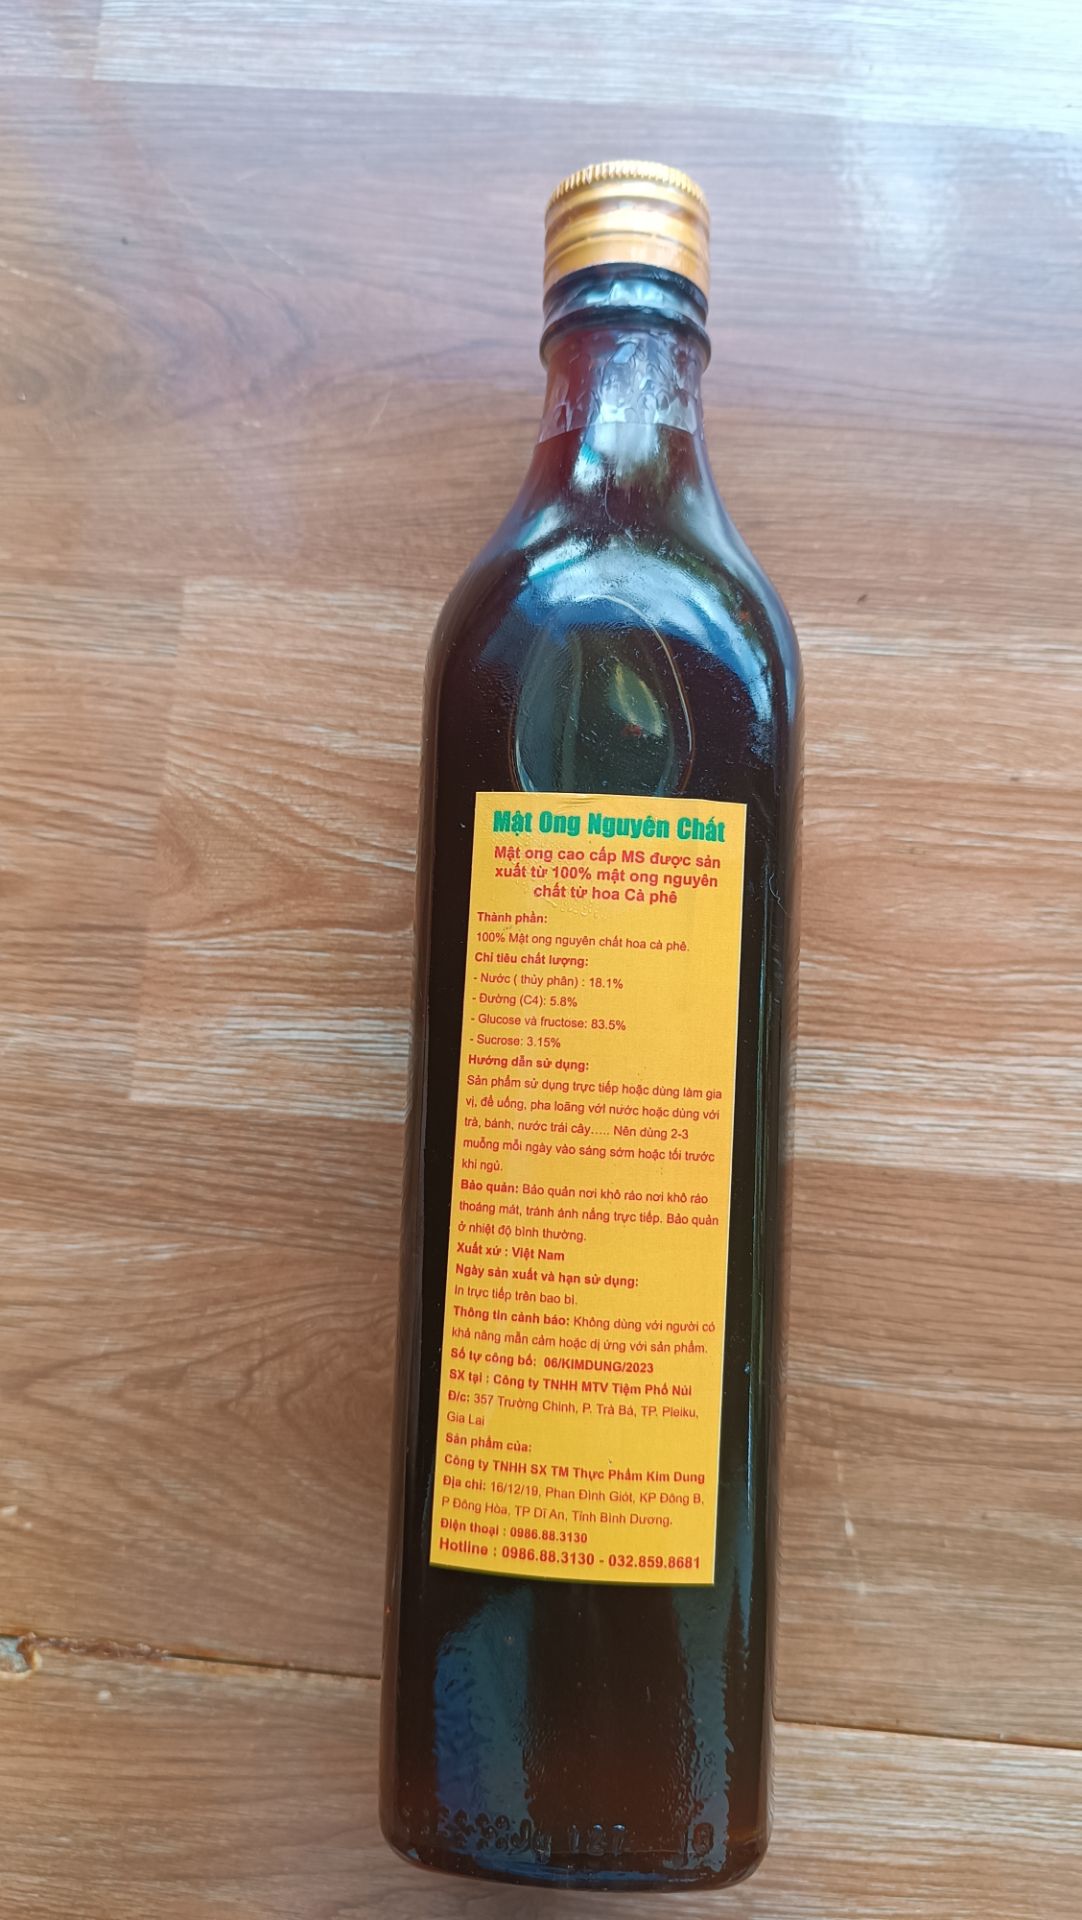 Mật Ong Nguyên Chất
Mật ong cao cấp MS được sản
xuất từ 100% mật ong nguyên
chất từ hoa Cà phê
Thành phần:
100% Mật ong nguyên chất hoa cà phê.
Chỉ tiêu chất lượng:
- Nước ( thủy phân) : 18.1%
- Đường (C4): 5.8%
- Glucose và fructose: 83.5%
- Sucrose: 3.15%
Hướng dẫn sử dụng:
Sản phẩm sử dụng trực tiếp hoặc dùng làm gia
vị, để uống, pha loãng với nước hoặc dùng với
trà, bánh, nước trái cây..... Nên dùng 2-3
muỗng mỗi ngày vào sáng sớm hoặc tối trước
khi ngủ.
Bảo quản: Bảo quản nơi khô ráo nơi khô ráo
thoáng mát, tránh ánh nắng trực tiếp. Bảo quản
ở nhiệt độ bình thường.
Xuất xứ : Việt Nam
Ngày sản xuất và hạn sử dụng:
In trực tiếp trên bao bì.
Thông tin cảnh báo: Không dùng với người có
khả năng mẫn cảm hoặc dị ứng với sản phẩm.
Số tự công bố: 06/KIMDUNG/2023
SX tại : Công ty TNHH MTV Tiệm Phố Núi
Đ/c: 357 Trường Chinh, P. Trà Bá, TP. Pleiku,
Gia Lai
Sản phẩm của:
Công ty TNHH SX TM Thực Phẩm Kim Dung
Địa chỉ: 16/12/19, Phan Đình Giót, KP Đông B,
P Đông Hòa, TP Dĩ An, Tỉnh Bình Dương.
Điện thoại : 0986.88.3130
Hotline : 0986.88.3130 - 032.859.8681